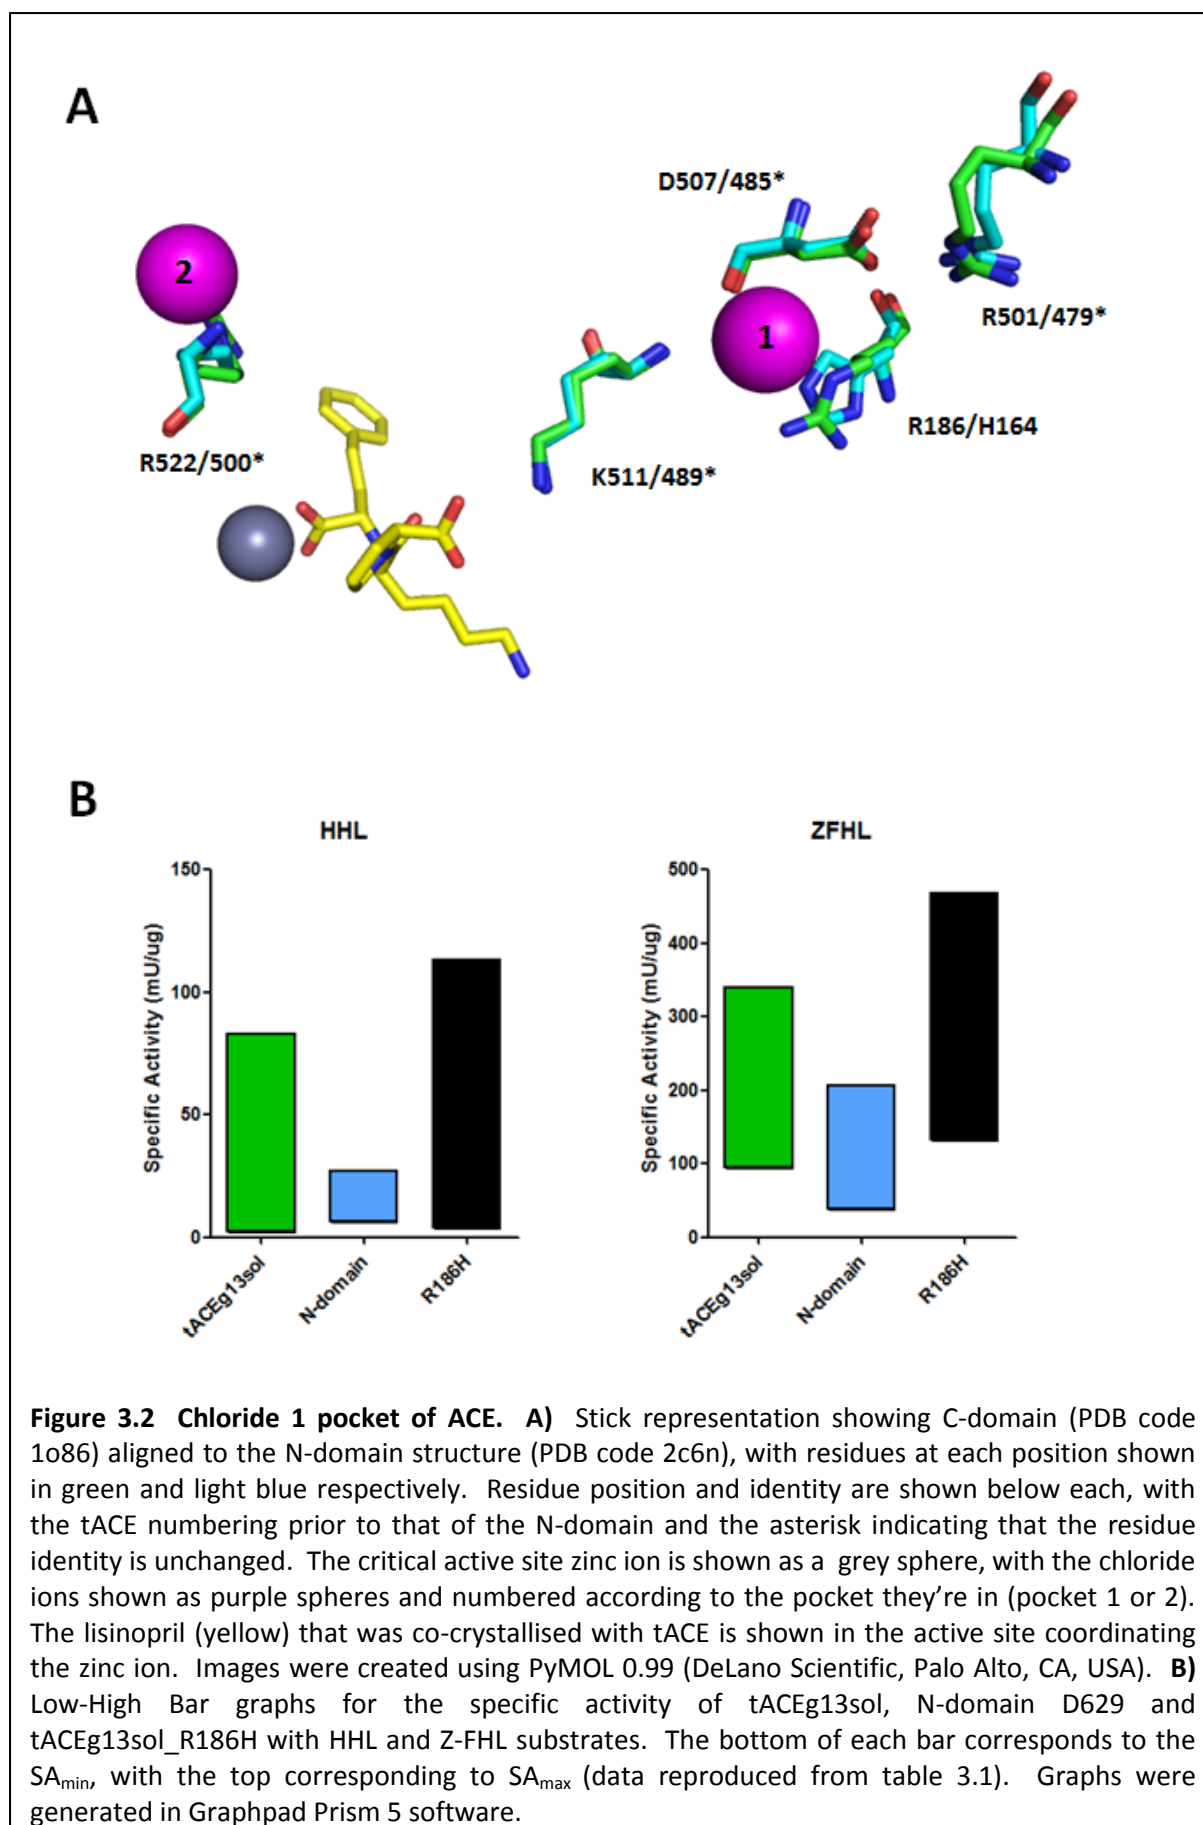 A
D507/485*
2
1
R501/479*
R186/H164
R522/500*
K511/489*
B
HHL
ZFHL
Specific Activity (mU/ug)
150
100
50
0
tACEg13sol
N-domain
R186H
Specific Activity (mU/ug)
500
400
300
200
100
0
tACEg13sol
N-domain
R186H
Figure 3.2 Chloride 1 pocket of ACE. A) Stick representation showing C-domain (PDB code
1o86) aligned to the N-domain structure (PDB code 2c6n), with residues at each position shown
in green and light blue respectively. Residue position and identity are shown below each, with
the tACE numbering prior to that of the N-domain and the asterisk indicating that the residue
identity is unchanged. The critical active site zinc ion is shown as a grey sphere, with the chloride
ions shown as purple spheres and numbered according to the pocket they're in (pocket 1 or 2).
The lisinopril (yellow) that was co-crystallised with tACE is shown in the active site coordinating
the zinc ion. Images were created using PyMOL 0.99 (DeLano Scientific, Palo Alto, CA, USA). B)
Low-High Bar graphs for the specific activity of tACEg13sol, N-domain D629 and
tACEg13sol_R186H with HHL and Z-FHL substrates. The bottom of each bar corresponds to the
SAmin, with the top corresponding to SAmax (data reproduced from table 3.1). Graphs were
generated in Graphpad Prism 5 software.